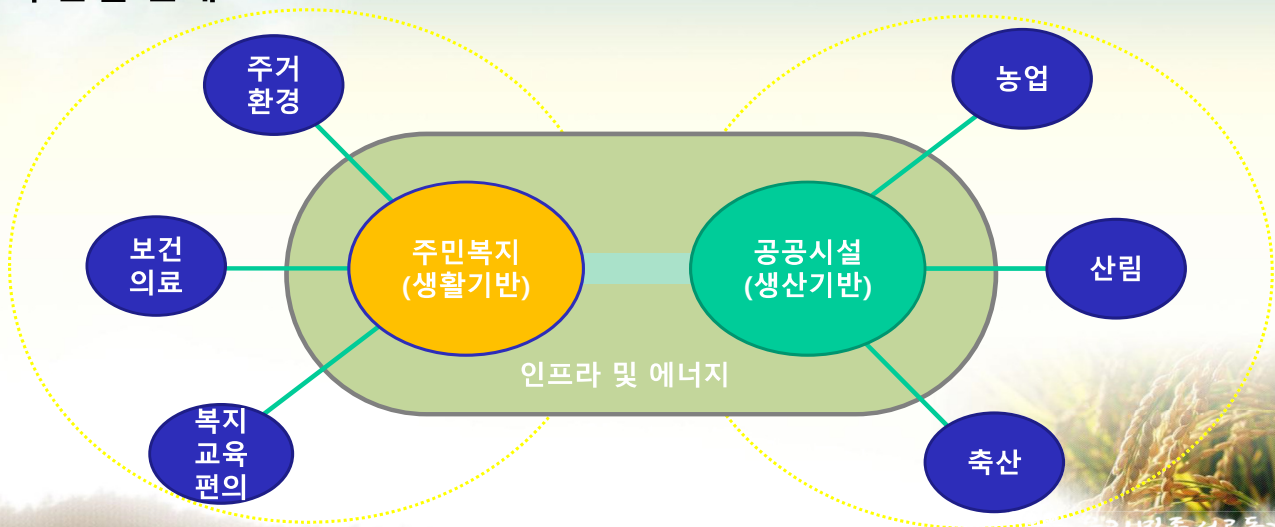 주거
환경
농업
보건
의료
주민복지
(생활기반)
공공시설
(생산기반)
산림
인프라 및 에너지
복지
교육
편의
축산